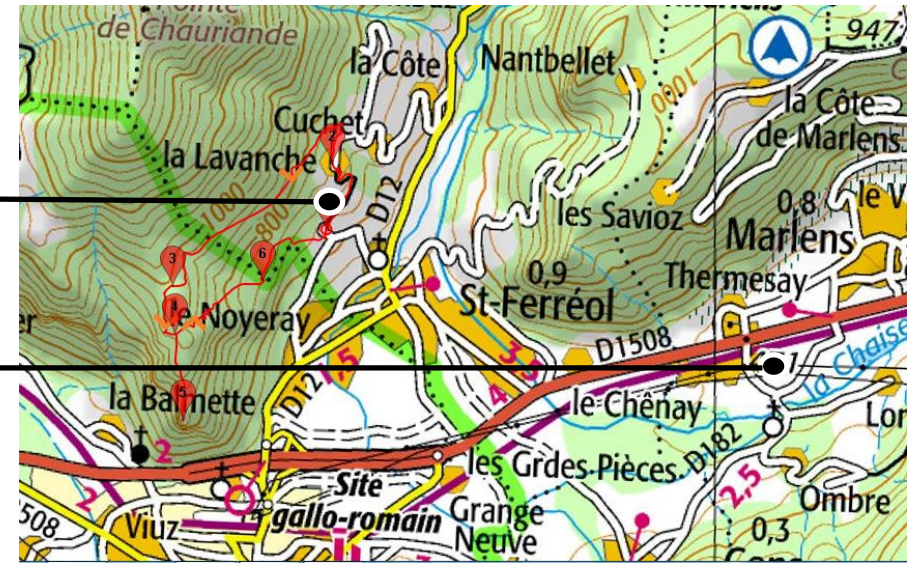 de Chauriande
la Côte
Nantbellet
947
1000
la Côte
de Marlens
Cuchet
2
la Lavanche
D12
1000
800
les Savioz
0,8
le V
Marlens
3
6
0,9
Thermesay
St-Ferréol
le Noyeray
1,5
D1508
3
3
4
la Chaise
la Balmette
5
D12
le Chênay
Lor
2
D182
les Grdes-Pièces
2,5
Site
gallo-romain
2
Ombre
508
Viuz
Grange
Neuve
0,3